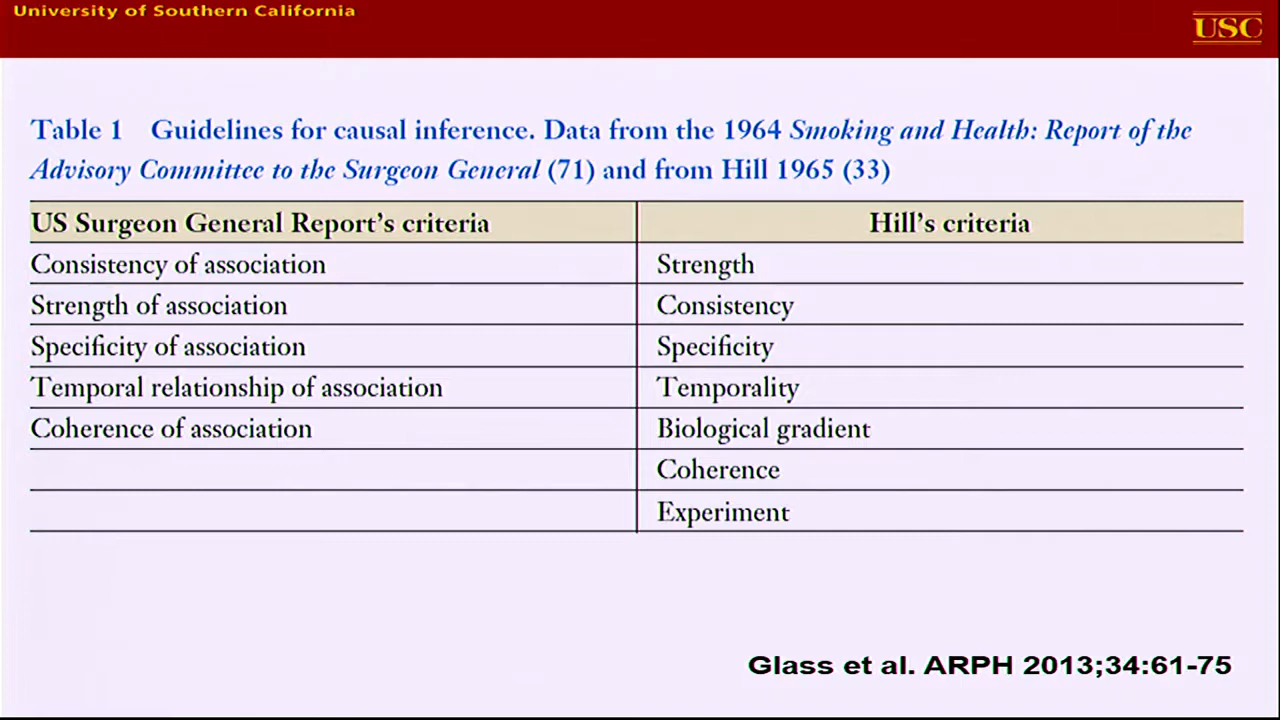 University of Southern California
USC
Table 1 Guidelines for causal inference. Data from the 1964 Smoking and Health: Report of the
Advisory Committee to the Surgeon General (71) and from Hill 1965 (33)
US Surgeon General Report's criteria Hill's criteria
Consistency of association Strength
Strength of association Consistency
Specificity of association Specificity
Temporal relationship of association Temporality
Coherence of association Biological gradient
Coherence
Experiment
Glass et al. ARPH 2013;34:61-75